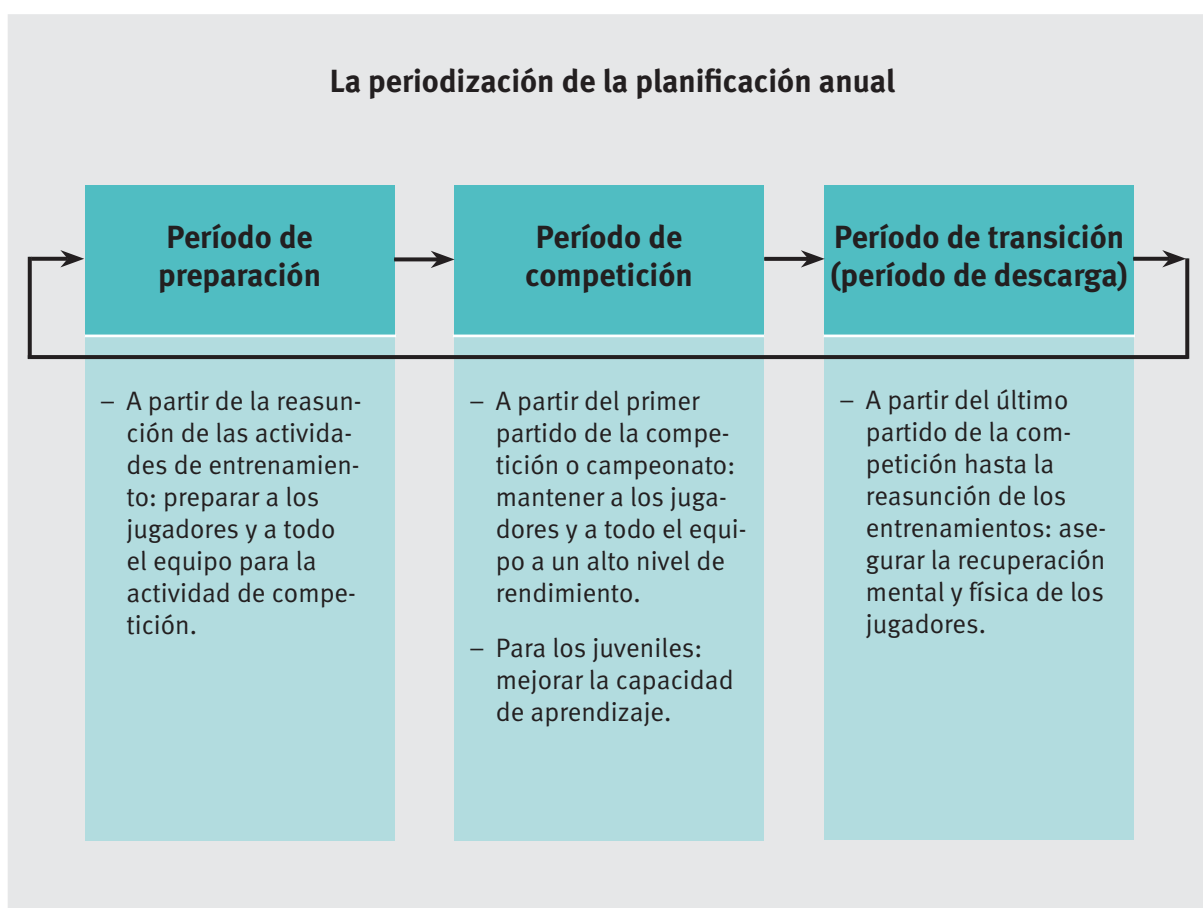 La periodización de la planificación anual
Período de
preparación
Período de
competición
Período de transición
(período de descarga)
– A partir de la reasun-
ción de las activida-
des de entrenamien-
to: preparar a los
jugadores y a todo
el equipo para la
actividad de compe-
tición.
– A partir del primer
partido de la compe-
tición o campeonato:
mantener a los juga-
dores y a todo el equi-
po a un alto nivel de
rendimiento.
– Para los juveniles:
mejorar la capacidad
de aprendizaje.
– A partir del último
partido de la com-
petición hasta la
reasunción de los
entrenamientos: ase-
gurar la recuperación
mental y física de los
jugadores.